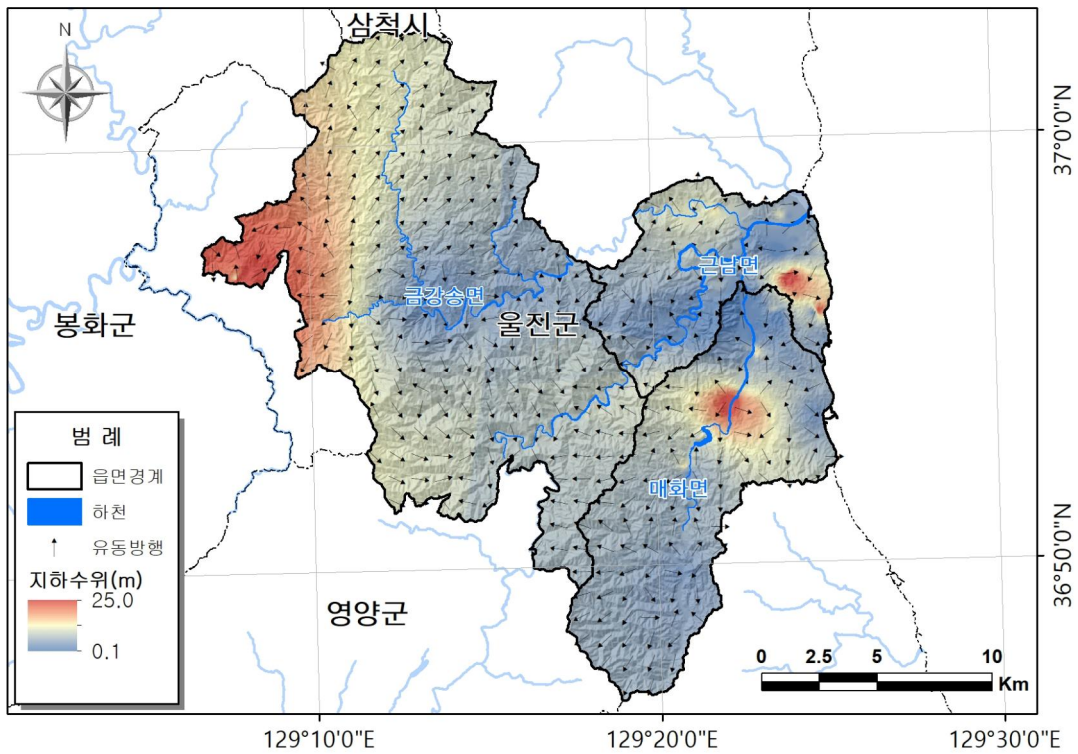 삼척시
N
37°0'0"N
근남면
금강송면
울진군
봉화군
범 례
읍면경계
하천
유동방행
지하수위(m)
25.0
0.1
매화면
36°50'0"N
영양군
0 2.5 5 10
Km
129°10'0"E 129°20'0"E 129°30'0"E